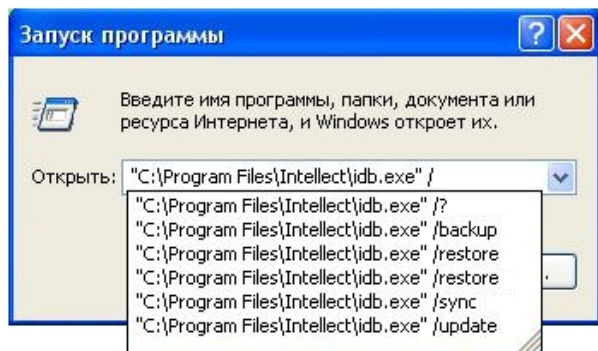 Запуск программы
Введите имя программы, папки, документа или
ресурса Интернета, и Windows откроет их.
Открыть: "C:\Program Files\Intellect\idb.exe" /
"C:\Program Files\Intellect\idb.exe" /?
"C:\Program Files\Intellect\idb.exe" /backup
"C:\Program Files\Intellect\idb.exe" /restore
"C:\Program Files\Intellect\idb.exe" /restore
"C:\Program Files\Intellect\idb.exe" /sync
"C:\Program Files\Intellect\idb.exe" /update